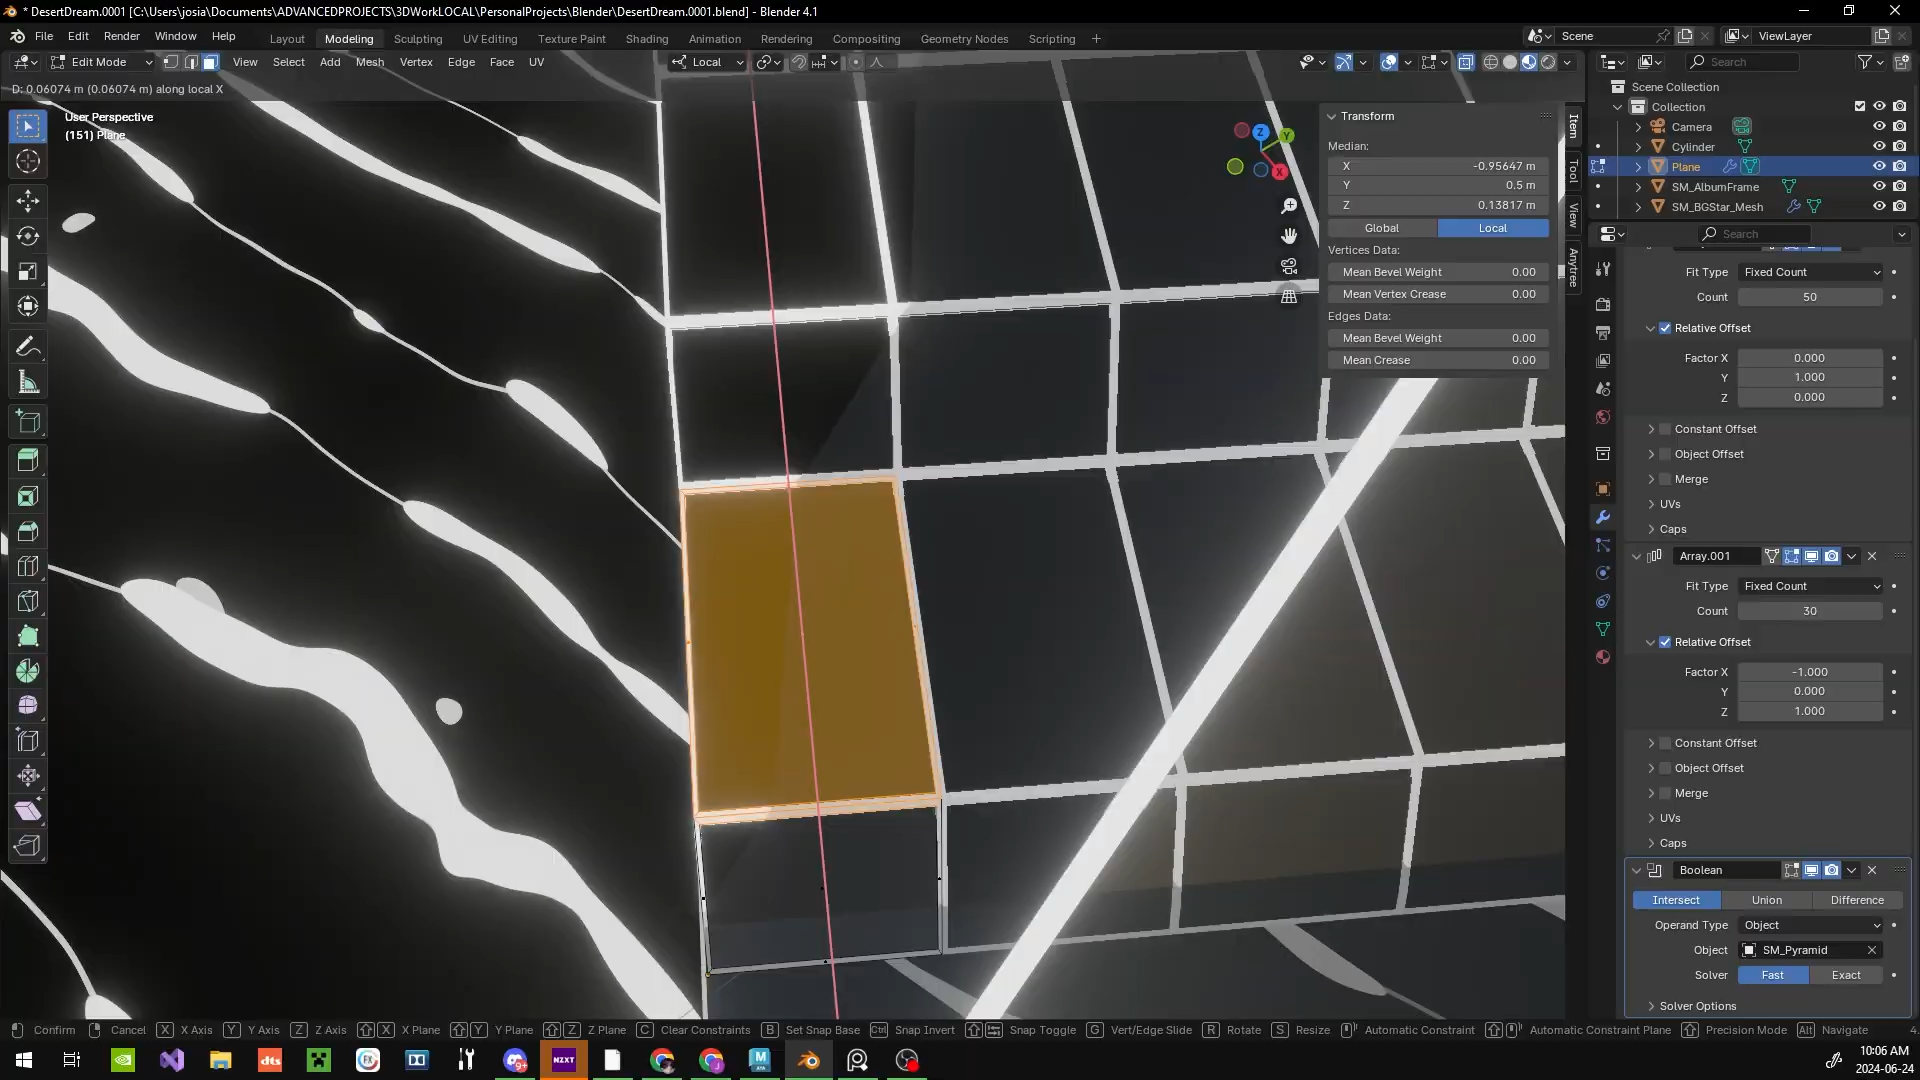 * DesertDream.0001 [C:\Users\josia\Documents\ADVANCEDPROJECTS\3DWorkLOCAL\PersonalProjects\Blender\DesertDream.0001.blend] - Blender 4.1
File Edit Render Window Help
Layout Modeling Sculpting UV Editing Texture Paint Shading Animation Rendering Compositing Geometry Nodes Scripting +
Scene
ViewLayer
Edit Mode
View Select Add Mesh Vertex Edge Face UV
Local
D: 0.06074 m (0.06074 m) along local X
User Perspective
(151) Plane
Z
Y
X
Transform
Median:
X -0.95647 m
Y 0.5 m
Z 0.13817 m
Global Local
Vertices Data:
Mean Bevel Weight 0.00
Mean Vertex Crease 0.00
Edges Data:
Mean Bevel Weight 0.00
Mean Crease 0.00
Item
Tool
View
Anytree
Search
Scene Collection
Collection
Camera
Cylinder
Plane
SM_AlbumFrame
SM_BGStar_Mesh
Search
Fit Type Fixed Count
Count 50
Relative Offset
Factor X 0.000
Y 1.000
Z 0.000
Constant Offset
Object Offset
Merge
UVs
Caps
Array.001
Fit Type Fixed Count
Count 30
Relative Offset
Factor X -1.000
Y 0.000
Z 1.000
Constant Offset
Object Offset
Merge
UVs
Caps
Boolean
Intersect Union Difference
Operand Type Object
Object SM_Pyramid
Solver Fast Exact
Solver Options
Confirm Cancel X X Axis Y Y Axis Z Z Axis X X Plane Y Y Plane Z Z Plane C Clear Constraints B Set Snap Base Ctrl Snap Invert Snap Toggle G Vert/Edge Slide R Rotate S Resize Automatic Constraint Automatic Constraint Plane Precision Mode Alt Navigate 4.
dts
FX
NZXT
9+
M
10:06 AM
2024-06-24